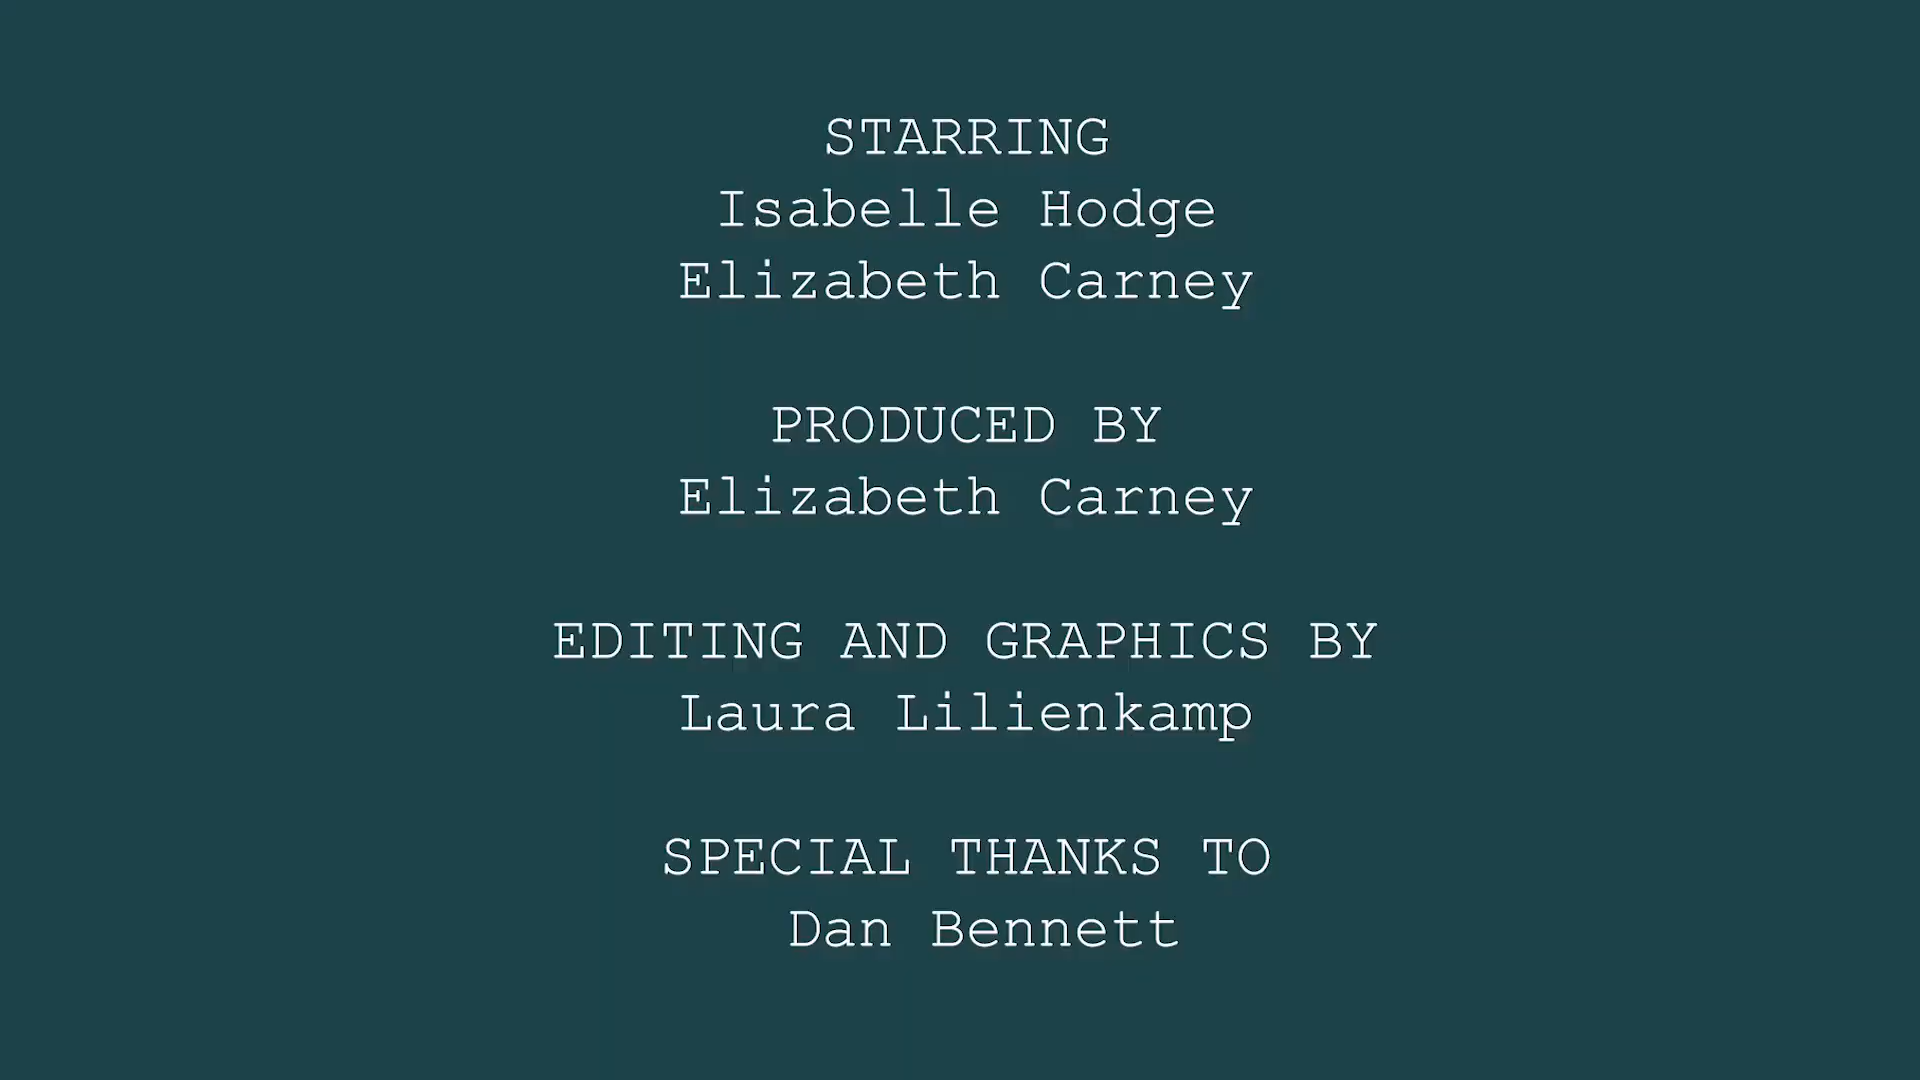 STARRING
Isabelle Hodge
Elizabeth Carney
PRODUCED BY
Elizabeth Carney
EDITING AND GRAPHICS BY
Laura Lilienkamp
SPECIAL THANKS TO
Dan Bennett